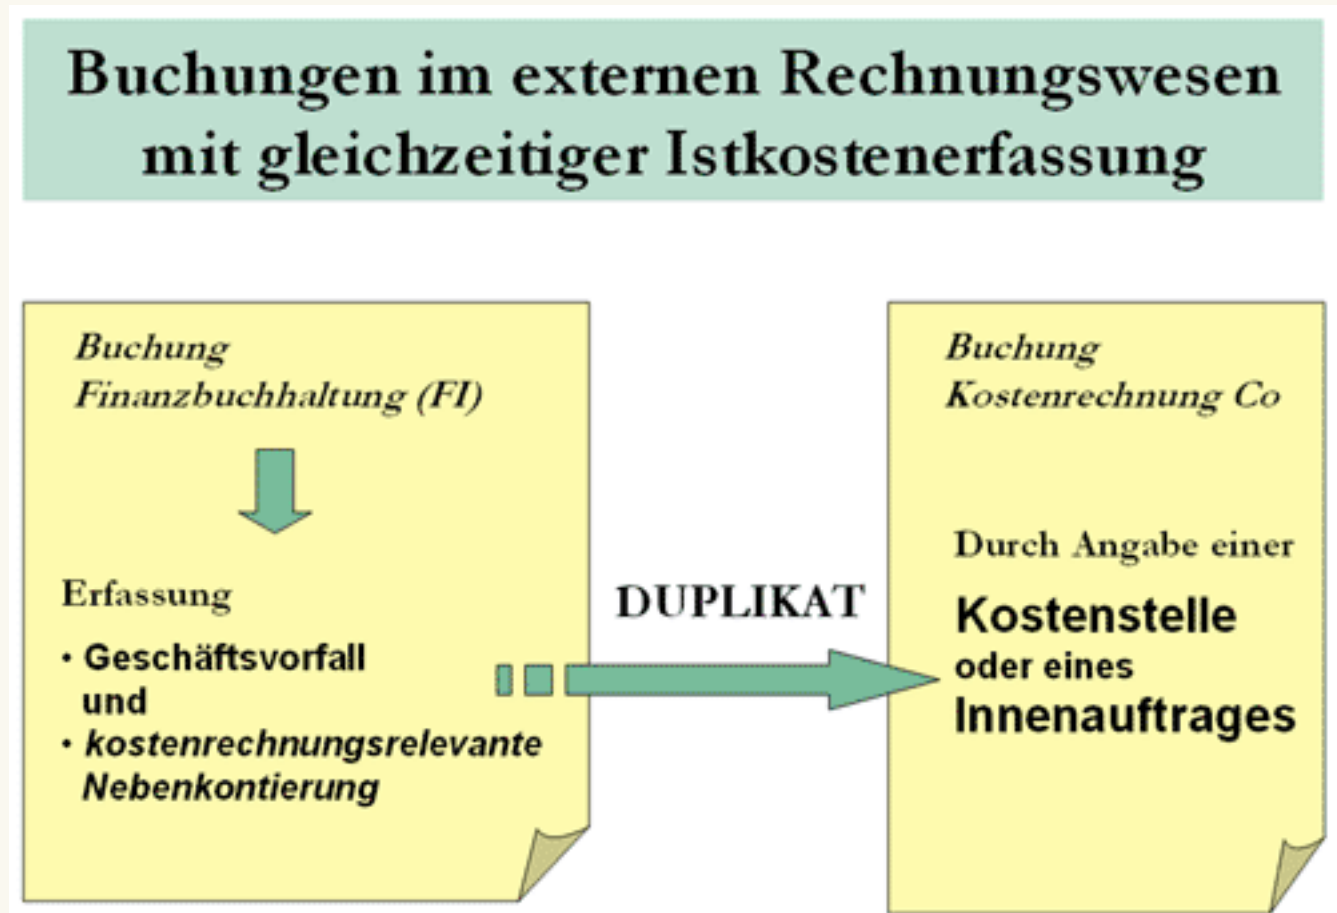 Buchungen im externen Rechnungswesen
mit gleichzeitiger Istkostenerfassung
Buchung
Finanzbuchhaltung (FI)
Erfassung
• Geschäftsvorfall
und
• kostenrechnungsrelevante
Nebenkontierung
DUPLIKAT
Buchung
Kostenrechnung Co
Durch Angabe einer
Kostenstelle
oder eines
Innenauftrages